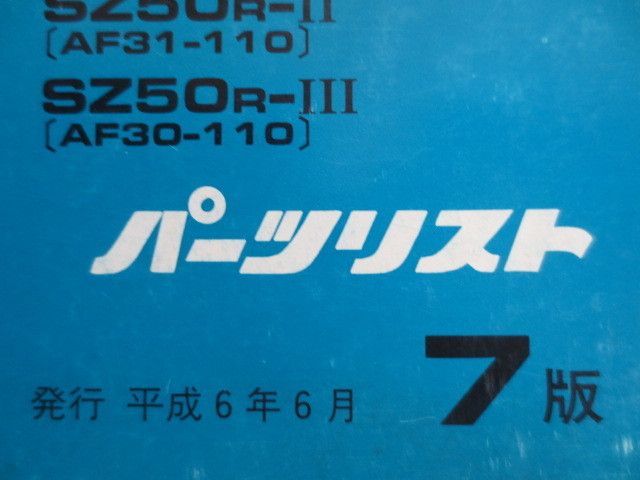 SZ50R-II
[AF31-110]
SZ50R-III
[AF30-110]
パーツリスト
7版
発行 平成6年6月